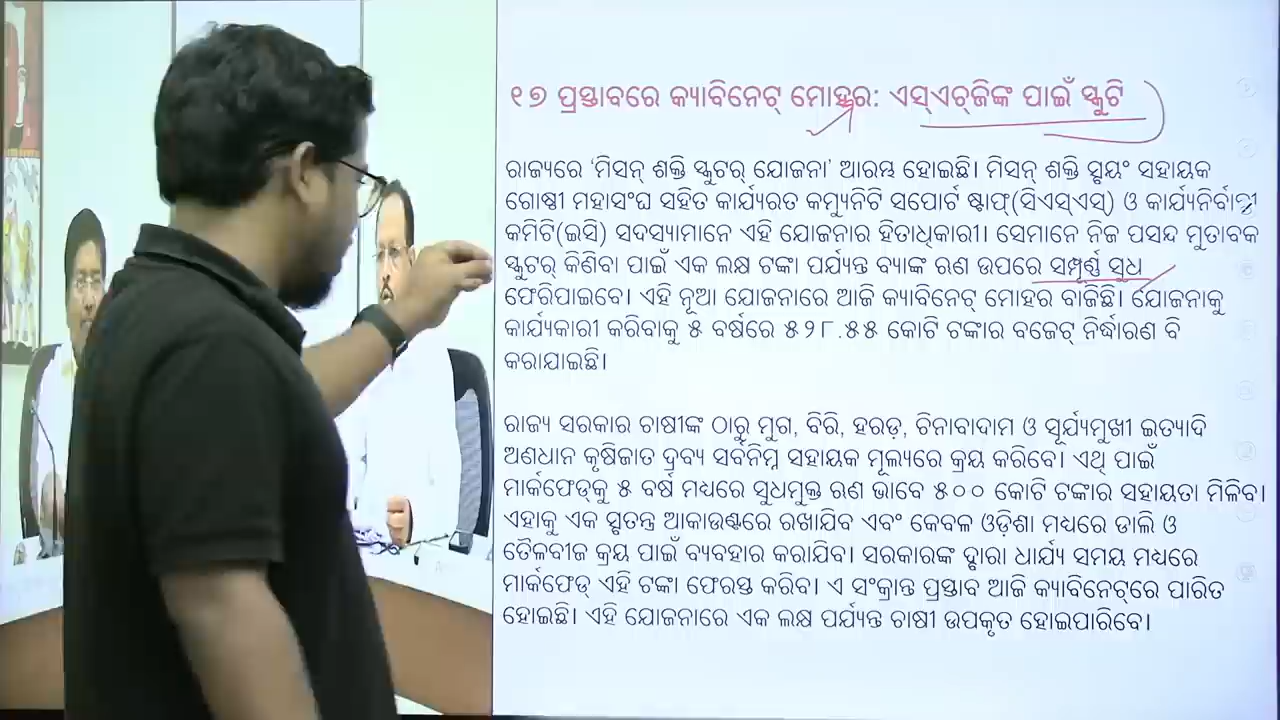 ୧୭ ପ୍ରସ୍ତାବରେ କ୍ୟାବିନେଟ୍ ମୋହର: ଏସ୍ଏଚ୍‌ଜିଙ୍କ ପାଇଁ ସ୍କୁଟି
ରାଜ୍ୟରେ ‘ମିସନ୍ ଶକ୍ତି ସ୍କୁଟର୍ ଯୋଜନା’ ଆରମ୍ଭ ହୋଇଛି। ମିସନ୍ ଶକ୍ତି ସ୍ୱୟଂ ସହାୟକ
ଗୋଷ୍ଠୀ ମହାସଂଘ ସହିତ କାର୍ଯ୍ୟରତ କମ୍ୟୁନିଟି ସପୋର୍ଟ ଷ୍ଟାଫ୍(ସିଏସ୍ଏସ୍) ଓ କାର୍ଯ୍ୟନିର୍ବାହୀ
କମିଟି(ଇସି) ସଦସ୍ୟାମାନେ ଏହି ଯୋଜନାର ହିତାଧିକାରୀ। ସେମାନେ ନିଜ ପସନ୍ଦ ମୁତାବକ
ସ୍କୁଟର୍ କିଣିବା ପାଇଁ ଏକ ଲକ୍ଷ ଟଙ୍କା ପର୍ଯ୍ୟନ୍ତ ବ୍ୟାଙ୍କ ଋଣ ଉପରେ ସମ୍ପୂର୍ଣ୍ଣ ସୁଧ
ଫେରିପାଇବେ। ଏହି ନୂଆ ଯୋଜନାରେ ଆଜି କ୍ୟାବିନେଟ୍ ମୋହର ବାଜିଛି। ଯୋଜନାକୁ
କାର୍ଯ୍ୟକାରୀ କରିବାକୁ ୫ ବର୍ଷରେ ୫୨୮.୫୫ କୋଟି ଟଙ୍କାର ବଜେଟ୍ ନିର୍ଦ୍ଧାରଣ ବି
କରାଯାଇଛି।
ରାଜ୍ୟ ସରକାର ଚାଷୀଙ୍କ ଠାରୁ ମୁଗ, ବିରି, ହରଡ଼, ଚିନାବାଦାମ ଓ ସୂର୍ଯ୍ୟମୁଖୀ ଇତ୍ୟାଦି
ଅଣଧାନ କୃଷିଜାତ ଦ୍ରବ୍ୟ ସର୍ବନିମ୍ନ ସହାୟକ ମୂଲ୍ୟରେ କ୍ରୟ କରିବେ। ଏଥି ପାଇଁ
ମାର୍କଫେଡ୍‌କୁ ୫ ବର୍ଷ ମଧ୍ୟରେ ସୁଧମୁକ୍ତ ଋଣ ଭାବେ ୫୦୦ କୋଟି ଟଙ୍କାର ସହାୟତା ମିଳିବ।
ଏହାକୁ ଏକ ସ୍ୱତନ୍ତ୍ର ଆକାଉଣ୍ଟରେ ରଖାଯିବ ଏବଂ କେବଳ ଓଡ଼ିଶା ମଧ୍ୟରେ ଡାଲି ଓ
ତୈଳବୀଜ କ୍ରୟ ପାଇଁ ବ୍ୟବହାର କରାଯିବ। ସରକାରଙ୍କ ଦ୍ୱାରା ଧାର୍ଯ୍ୟ ସମୟ ମଧ୍ୟରେ
ମାର୍କଫେଡ୍ ଏହି ଟଙ୍କା ଫେରସ୍ତ କରିବ। ଏ ସଂକ୍ରାନ୍ତ ପ୍ରସ୍ତାବ ଆଜି କ୍ୟାବିନେଟ୍‌ରେ ପାରିତ
ହୋଇଛି। ଏହି ଯୋଜନାରେ ଏକ ଲକ୍ଷ ପର୍ଯ୍ୟନ୍ତ ଚାଷୀ ଉପକୃତ ହୋଇପାରିବେ।